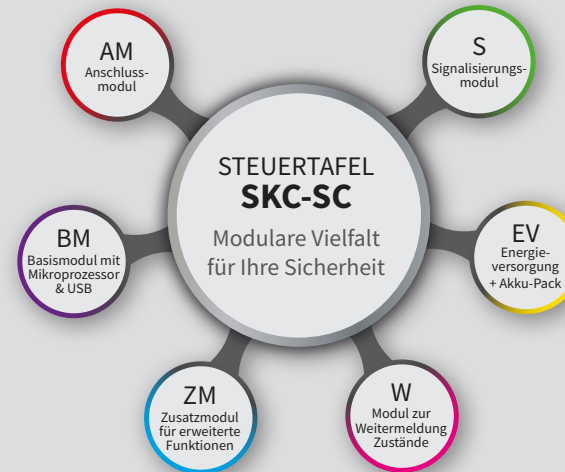 AM
Anschluss-
modul
S
Signalisierungs-
modul
STEUERTAFEL
SKC-SC
Modulare Vielfalt
für Ihre Sicherheit
BM
Basismodul mit
Mikroprozessor
& USB
EV
Energie-
versorgung
+ Akku-Pack
ZM
Zusatzmodul
für erweiterte
Funktionen
W
Modul zur
Weitermeldung
Zustände